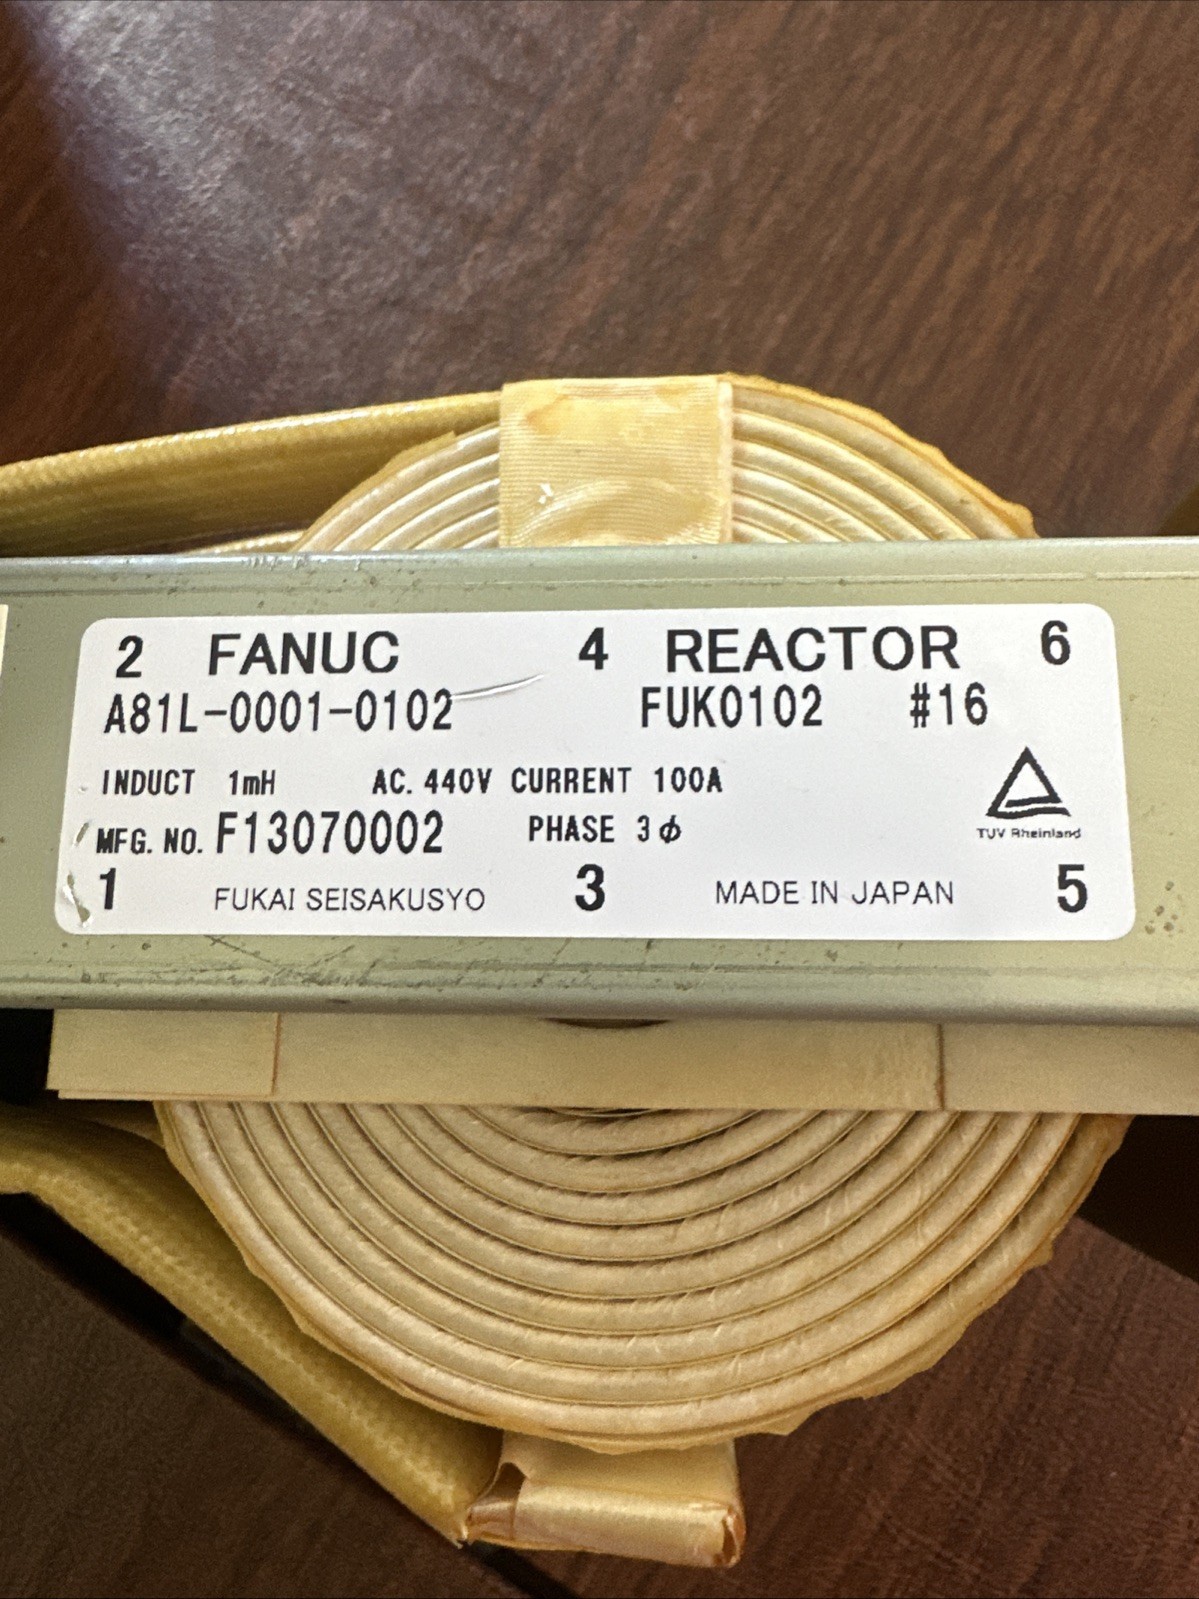 2 FANUC 4 REACTOR 6
A81L-0001-0102 FUK0102 #16
INDUCT 1mH AC. 440V CURRENT 100A
MFG. NO. F13070002 PHASE 3ϕ
TÜV Rheinland
1 FUKAI SEISAKUSYO 3 MADE IN JAPAN 5